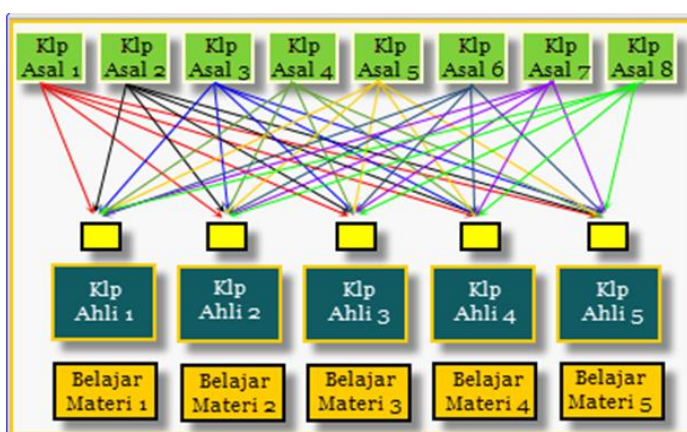 Klp
Asal 1
Klp
Asal 2
Klp
Asal 3
Klp
Asal 4
Klp
Asal 5
Klp
Asal 6
Klp
Asal 7
Klp
Asal 8
Klp
Ahli 1
Klp
Ahli 2
Klp
Ahli 3
Klp
Ahli 4
Klp
Ahli 5
Belajar
Materi 1
Belajar
Materi 2
Belajar
Materi 3
Belajar
Materi 4
Belajar
Materi 5